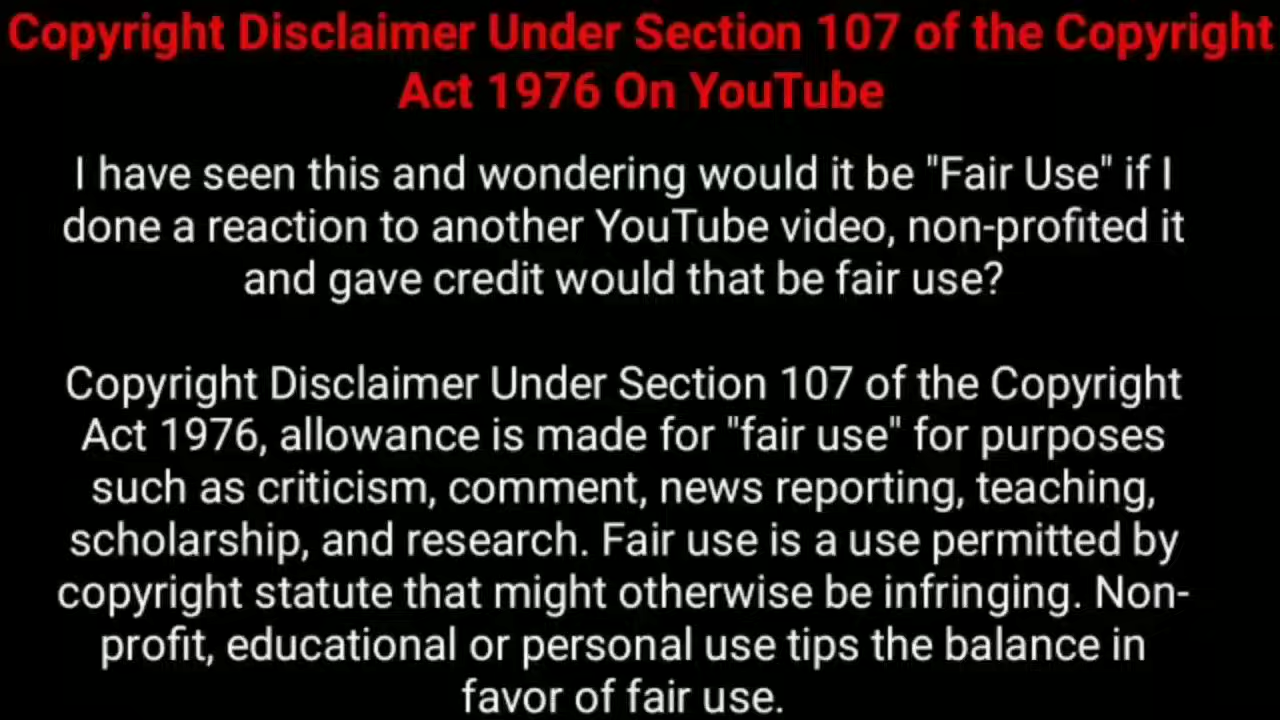 Copyright Disclaimer Under Section 107 of the Copyright
Act 1976 On YouTube
I have seen this and wondering would it be "Fair Use" if I
done a reaction to another YouTube video, non-profited it
and gave credit would that be fair use?
Copyright Disclaimer Under Section 107 of the Copyright
Act 1976, allowance is made for "fair use" for purposes
such as criticism, comment, news reporting, teaching,
scholarship, and research. Fair use is a use permitted by
copyright statute that might otherwise be infringing. Non-
profit, educational or personal use tips the balance in
favor of fair use.